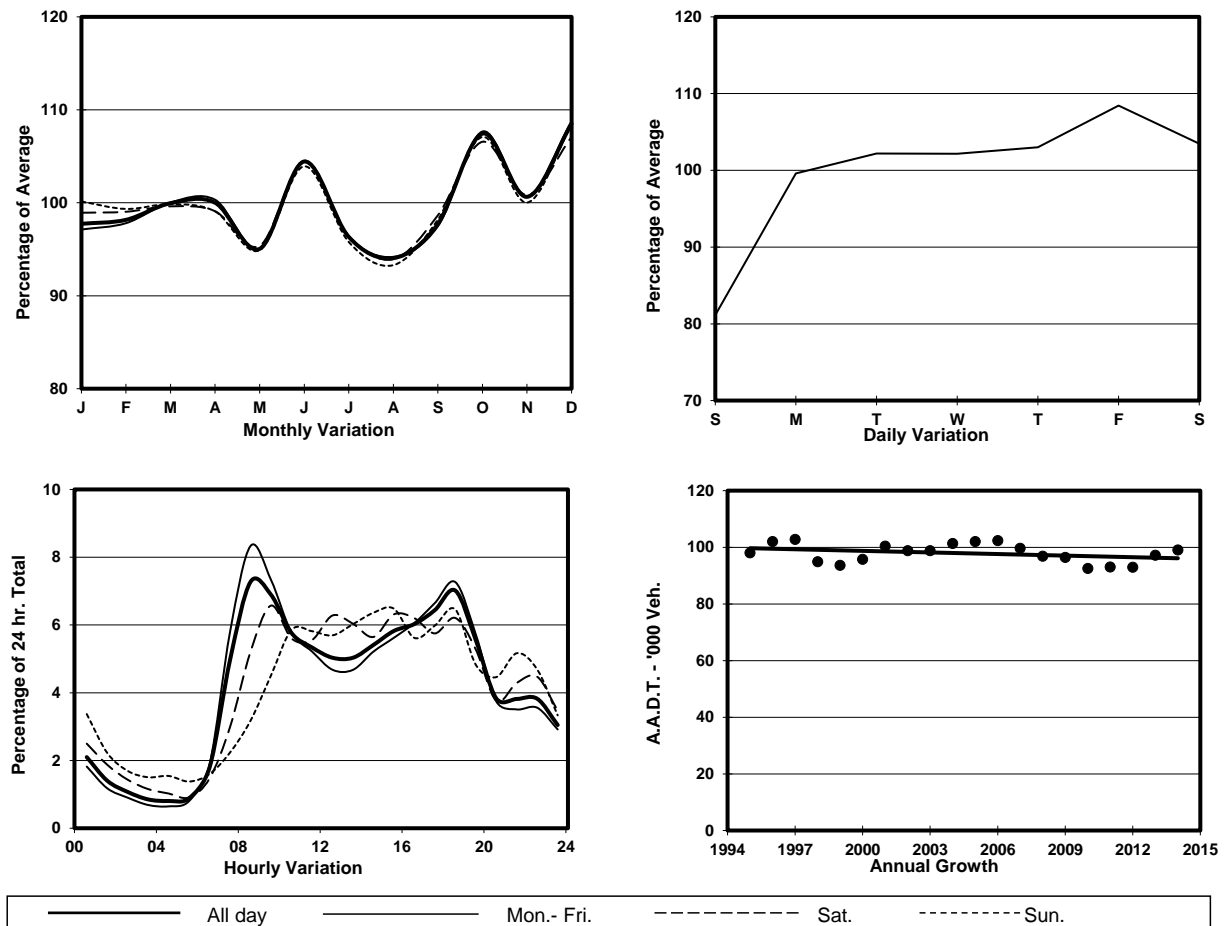 120
110
100
90
80
Percentage of Average
J F M A M J J A S O N D
Monthly Variation
120
110
100
90
80
70
Percentage of Average
S M T W T F S
Daily Variation
10
8
6
4
2
0
Percentage of 24 hr. Total
00 04 08 12 16 20 24
Hourly Variation
120
100
80
60
40
20
0
A.A.D.T. - '000 Veh.
1994 1997 2000 2003 2006 2009 2012 2015
Annual Growth
All day Mon.- Fri. Sat. Sun.